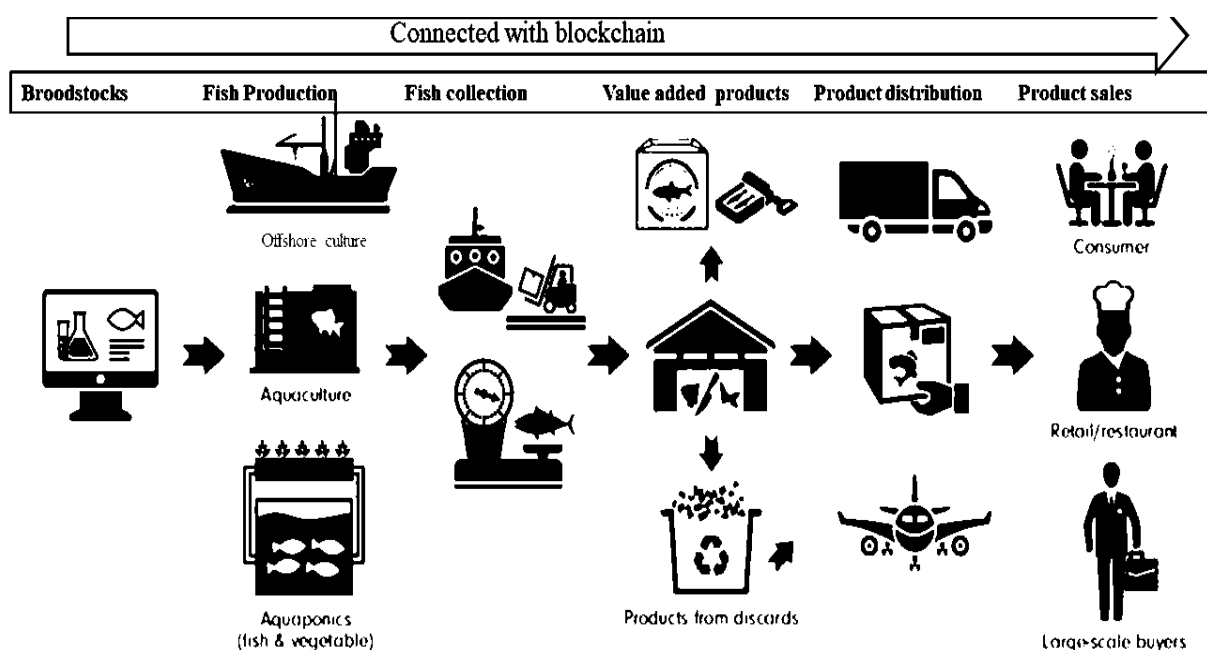 Connected with blockchain
Broodstocks Fish Production Fish collection Value added products Product distribution Product sales
Offshore culture
Consumer
Aquaculture
Retail/restaurant
Aquaponics
(fish & vegetable)
Products from discards
Large-scale buyers